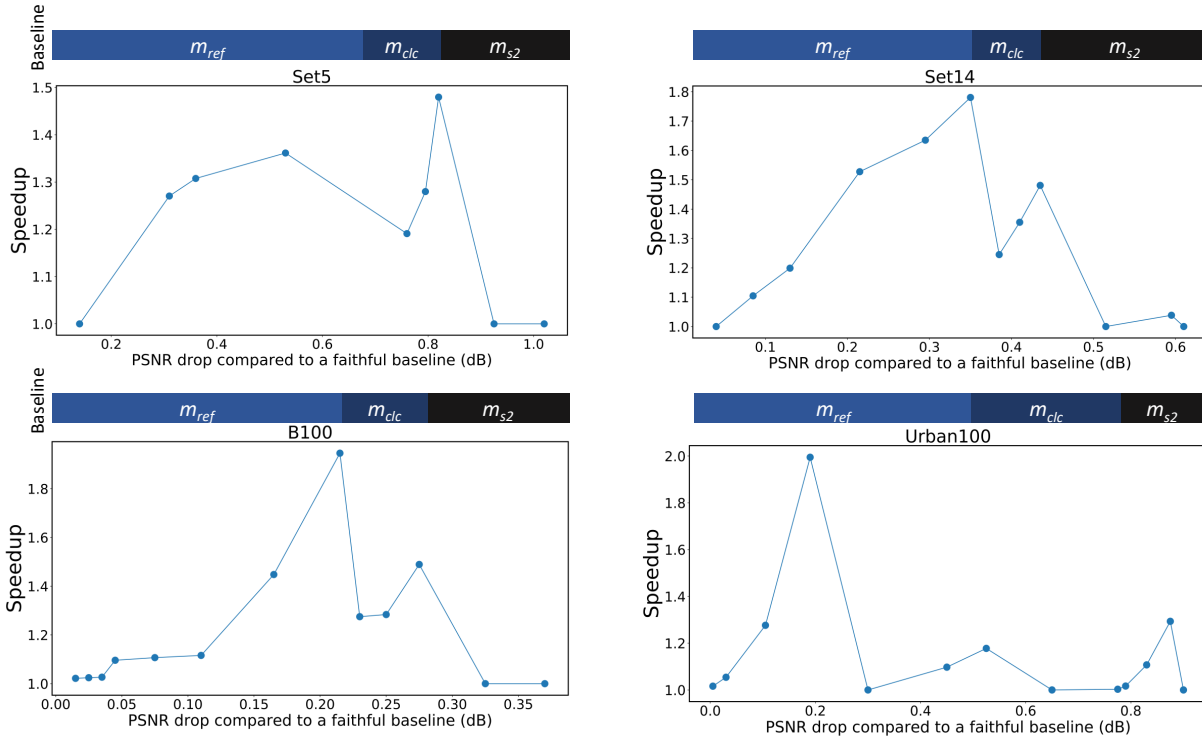 Baseline
m_ref m_clc m_s2
Set5
Speedup
1.5
1.4
1.3
1.2
1.1
1.0
0.2 0.4 0.6 0.8 1.0
PSNR drop compared to a faithful baseline (dB)
m_ref m_clc m_s2
Set14
Speedup
1.8
1.7
1.6
1.5
1.4
1.3
1.2
1.1
1.0
0.1 0.2 0.3 0.4 0.5 0.6
PSNR drop compared to a faithful baseline (dB)
Baseline
m_ref m_clc m_s2
B100
Speedup
1.8
1.6
1.4
1.2
1.0
0.00 0.05 0.10 0.15 0.20 0.25 0.30 0.35
PSNR drop compared to a faithful baseline (dB)
m_ref m_clc m_s2
Urban100
Speedup
2.0
1.8
1.6
1.4
1.2
1.0
0.0 0.2 0.4 0.6 0.8
PSNR drop compared to a faithful baseline (dB)